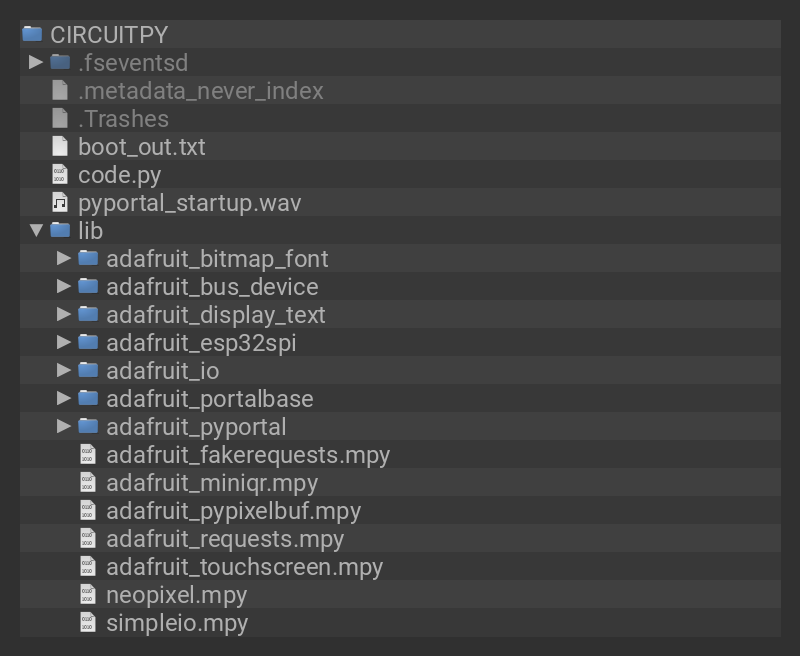 CIRCUITPY
.fseventsd
.metadata_never_index
.Trashes
boot_out.txt
code.py
pyportal_startup.wav
lib
adafruit_bitmap_font
adafruit_bus_device
adafruit_display_text
adafruit_esp32spi
adafruit_io
adafruit_portalbase
adafruit_pyportal
adafruit_fakerequests.mpy
adafruit_miniqr.mpy
adafruit_pypixelbuf.mpy
adafruit_requests.mpy
adafruit_touchscreen.mpy
neopixel.mpy
simpleio.mpy